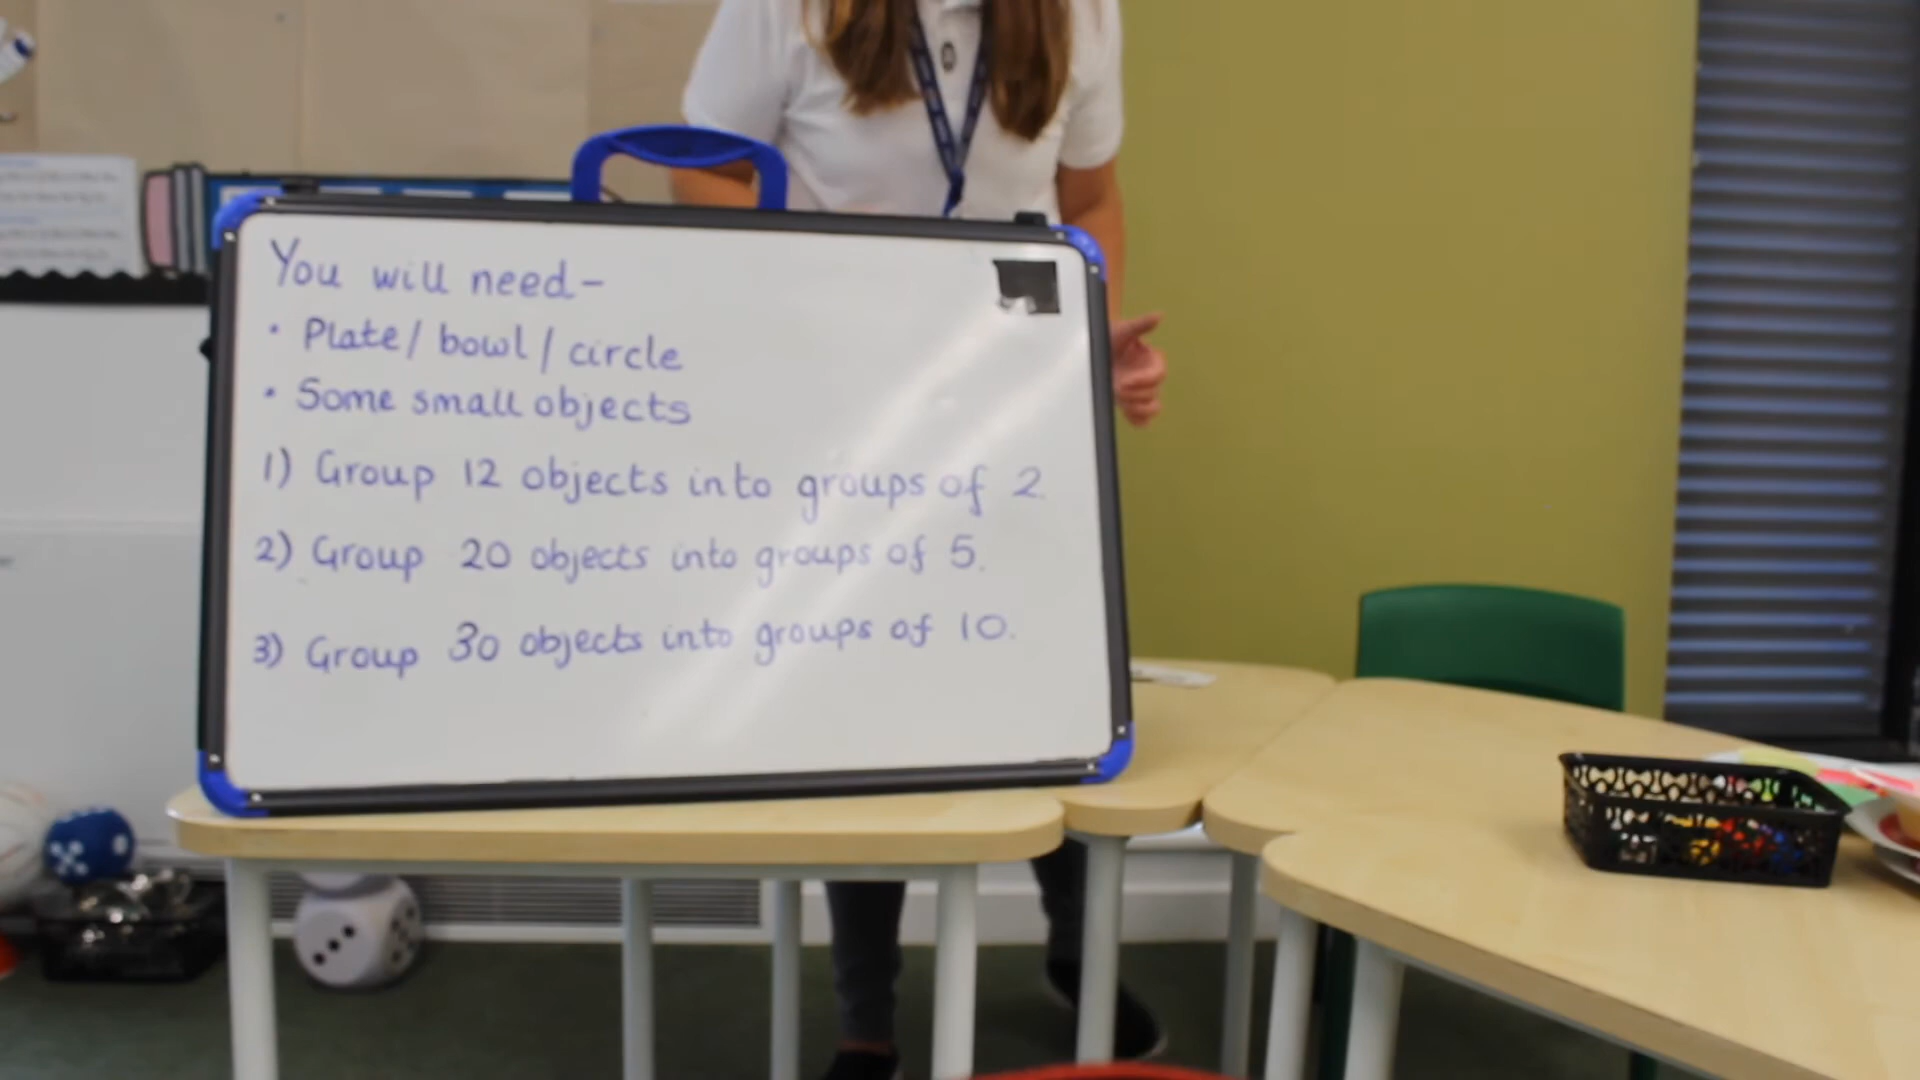 You will need-
• Plate/ bowl / circle
• Some small objects
1) Group 12 objects into groups of 2.
2) Group 20 objects into groups of 5.
3) Group 30 objects into groups of 10.